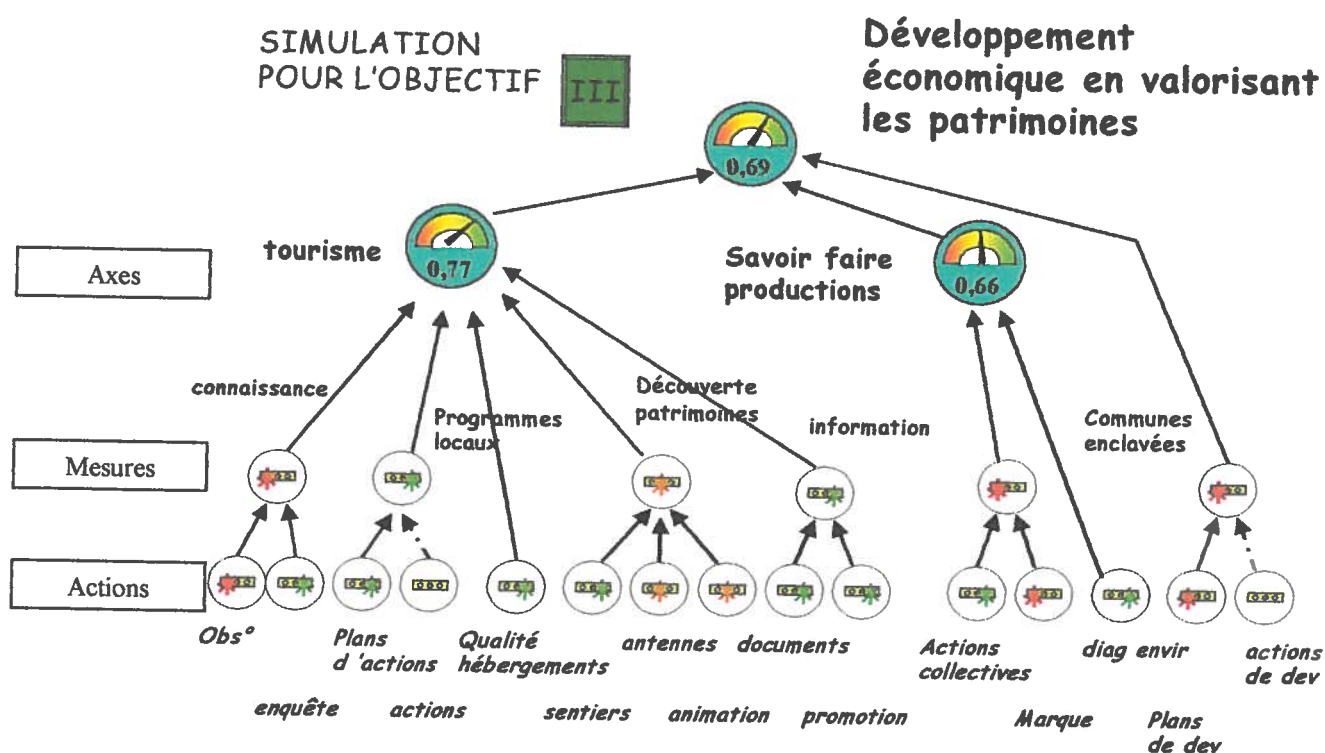 SIMULATION
POUR L'OBJECTIF
III
Développement
économique en valorisant
les patrimoines
0,69
Axes
tourisme
0,77
Savoir faire
productions
0,66
connaissance
Programmes
locaux
Découverte
patrimoines
information
Communes
enclavées
Mesures
Actions
Obs°
enquête
Plans
d 'actions
actions
Qualité
hébergements
sentiers
antennes
animation
documents
promotion
Actions
collectives
Marque
diag envir
Plans
de dev
actions
de dev